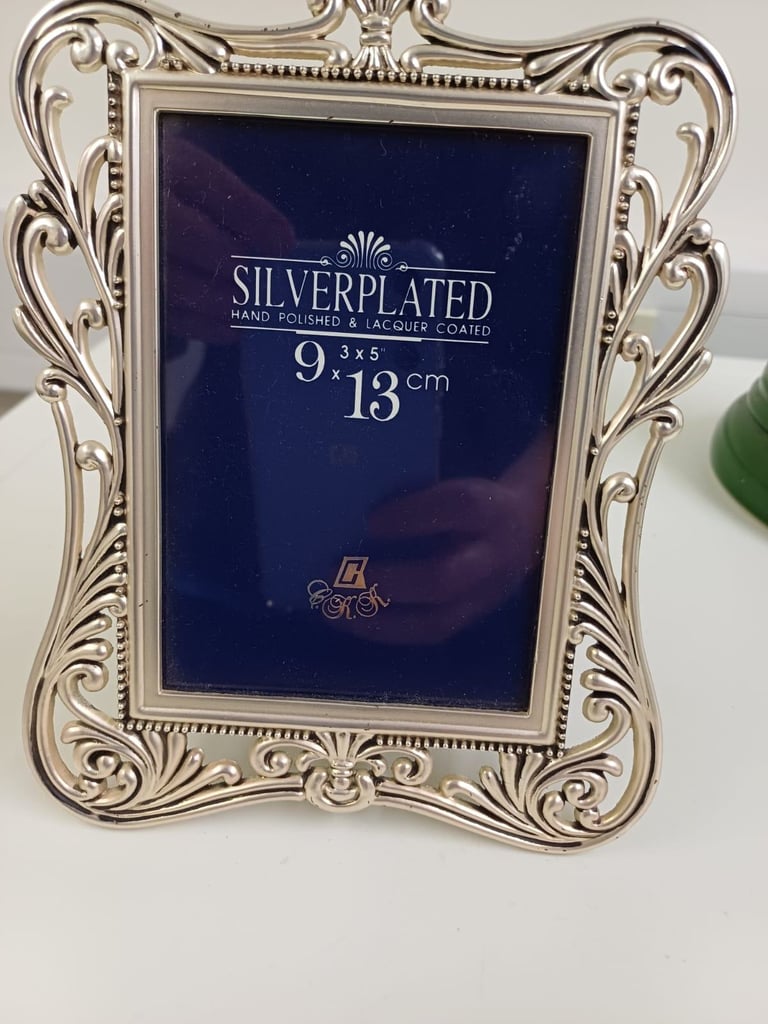 SILVERPLATED
HAND POLISHED & LACQUER COATED
3 x 5"
9 x 13 cm
C.R.R.